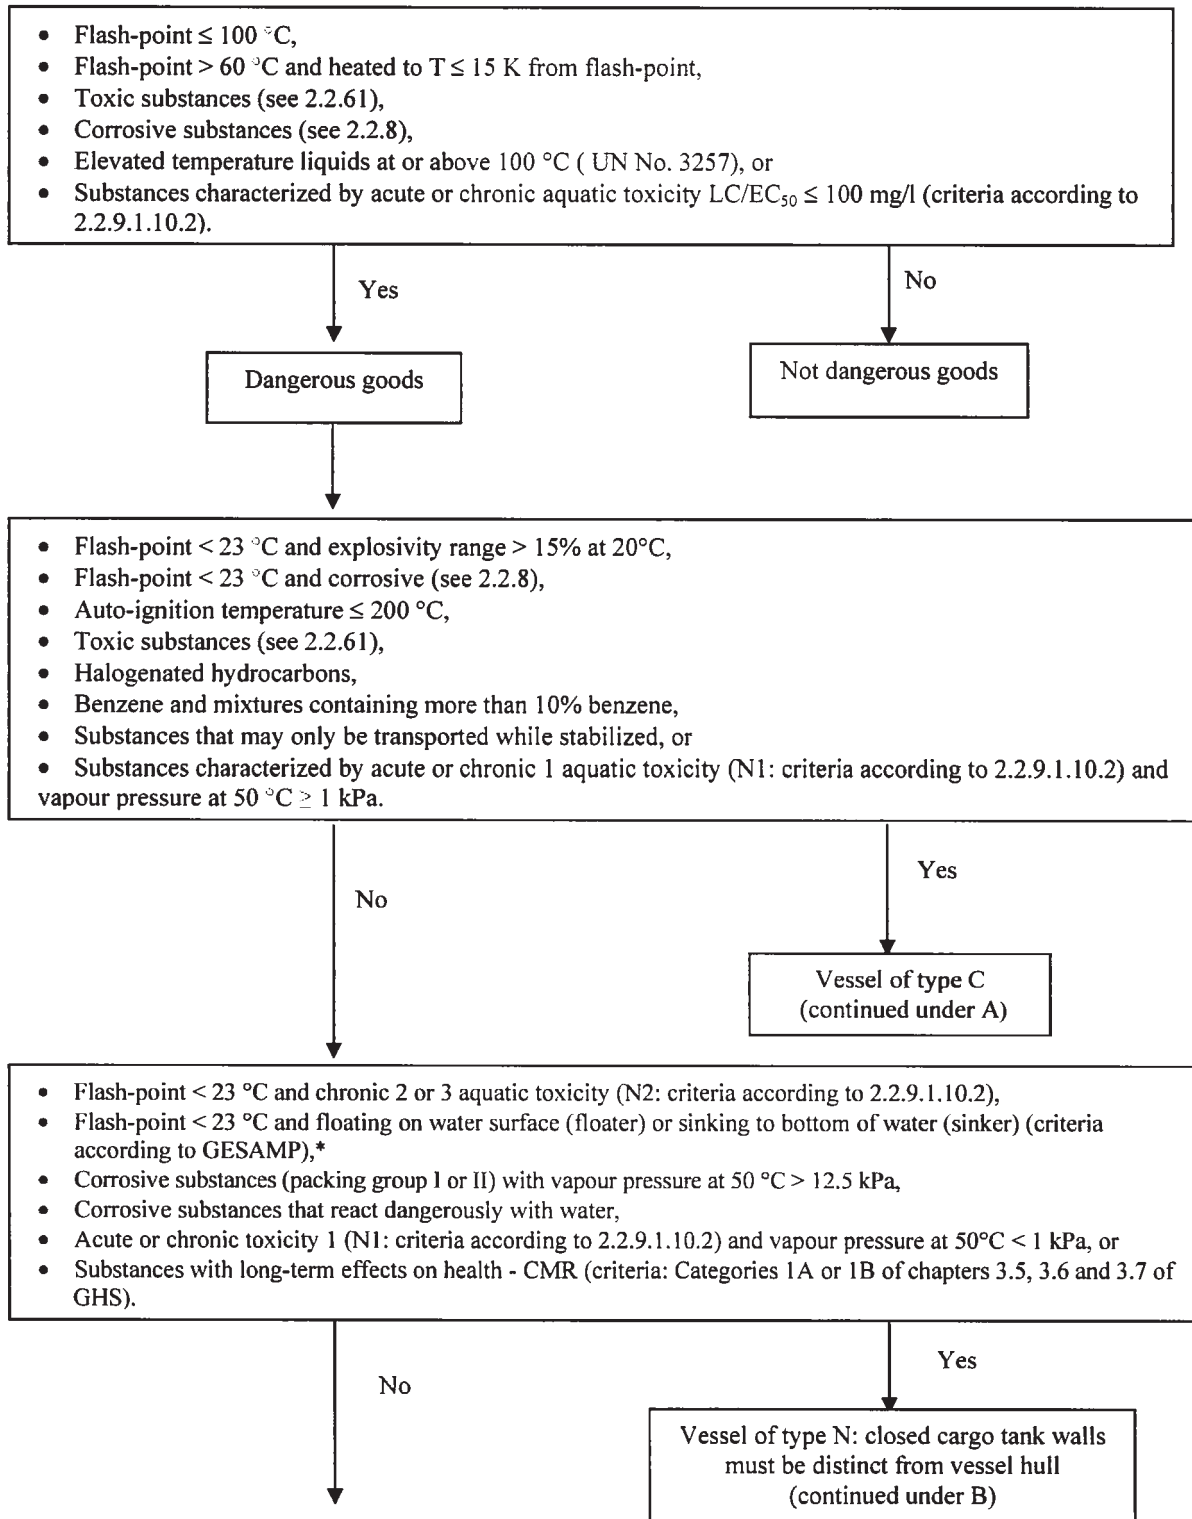 • Flash-point ≤ 100 °C,
• Flash-point > 60 °C and heated to T ≤ 15 K from flash-point,
• Toxic substances (see 2.2.61),
• Corrosive substances (see 2.2.8),
• Elevated temperature liquids at or above 100 °C ( UN No. 3257), or
• Substances characterized by acute or chronic aquatic toxicity LC/EC₅₀ ≤ 100 mg/l (criteria according to
2.2.9.1.10.2).
Yes
No
Dangerous goods
Not dangerous goods
• Flash-point < 23 °C and explosivity range > 15% at 20°C,
• Flash-point < 23 °C and corrosive (see 2.2.8),
• Auto-ignition temperature ≤ 200 °C,
• Toxic substances (see 2.2.61),
• Halogenated hydrocarbons,
• Benzene and mixtures containing more than 10% benzene,
• Substances that may only be transported while stabilized, or
• Substances characterized by acute or chronic 1 aquatic toxicity (N1: criteria according to 2.2.9.1.10.2) and
vapour pressure at 50 °C ≥ 1 kPa.
No
Yes
Vessel of type C
(continued under A)
• Flash-point < 23 °C and chronic 2 or 3 aquatic toxicity (N2: criteria according to 2.2.9.1.10.2),
• Flash-point < 23 °C and floating on water surface (floater) or sinking to bottom of water (sinker) (criteria
according to GESAMP),*
• Corrosive substances (packing group I or II) with vapour pressure at 50 °C > 12.5 kPa,
• Corrosive substances that react dangerously with water,
• Acute or chronic toxicity 1 (N1: criteria according to 2.2.9.1.10.2) and vapour pressure at 50°C < 1 kPa, or
• Substances with long-term effects on health - CMR (criteria: Categories 1A or 1B of chapters 3.5, 3.6 and 3.7 of
GHS).
No
Yes
Vessel of type N: closed cargo tank walls
must be distinct from vessel hull
(continued under B)